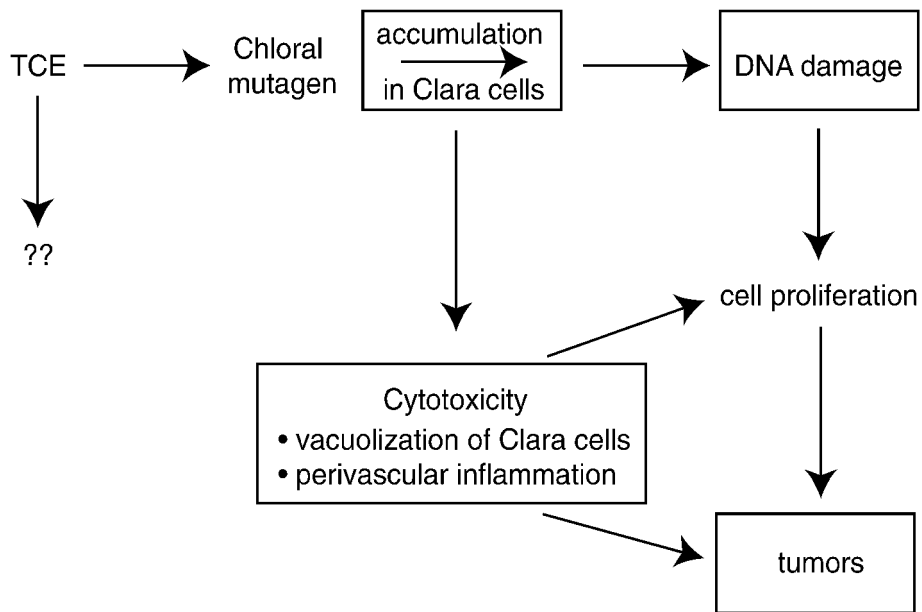 TCE
Chloral
mutagen
accumulation
in Clara cells
DNA damage
??
cell proliferation
Cytotoxicity
• vacuolization of Clara cells
• perivascular inflammation
tumors